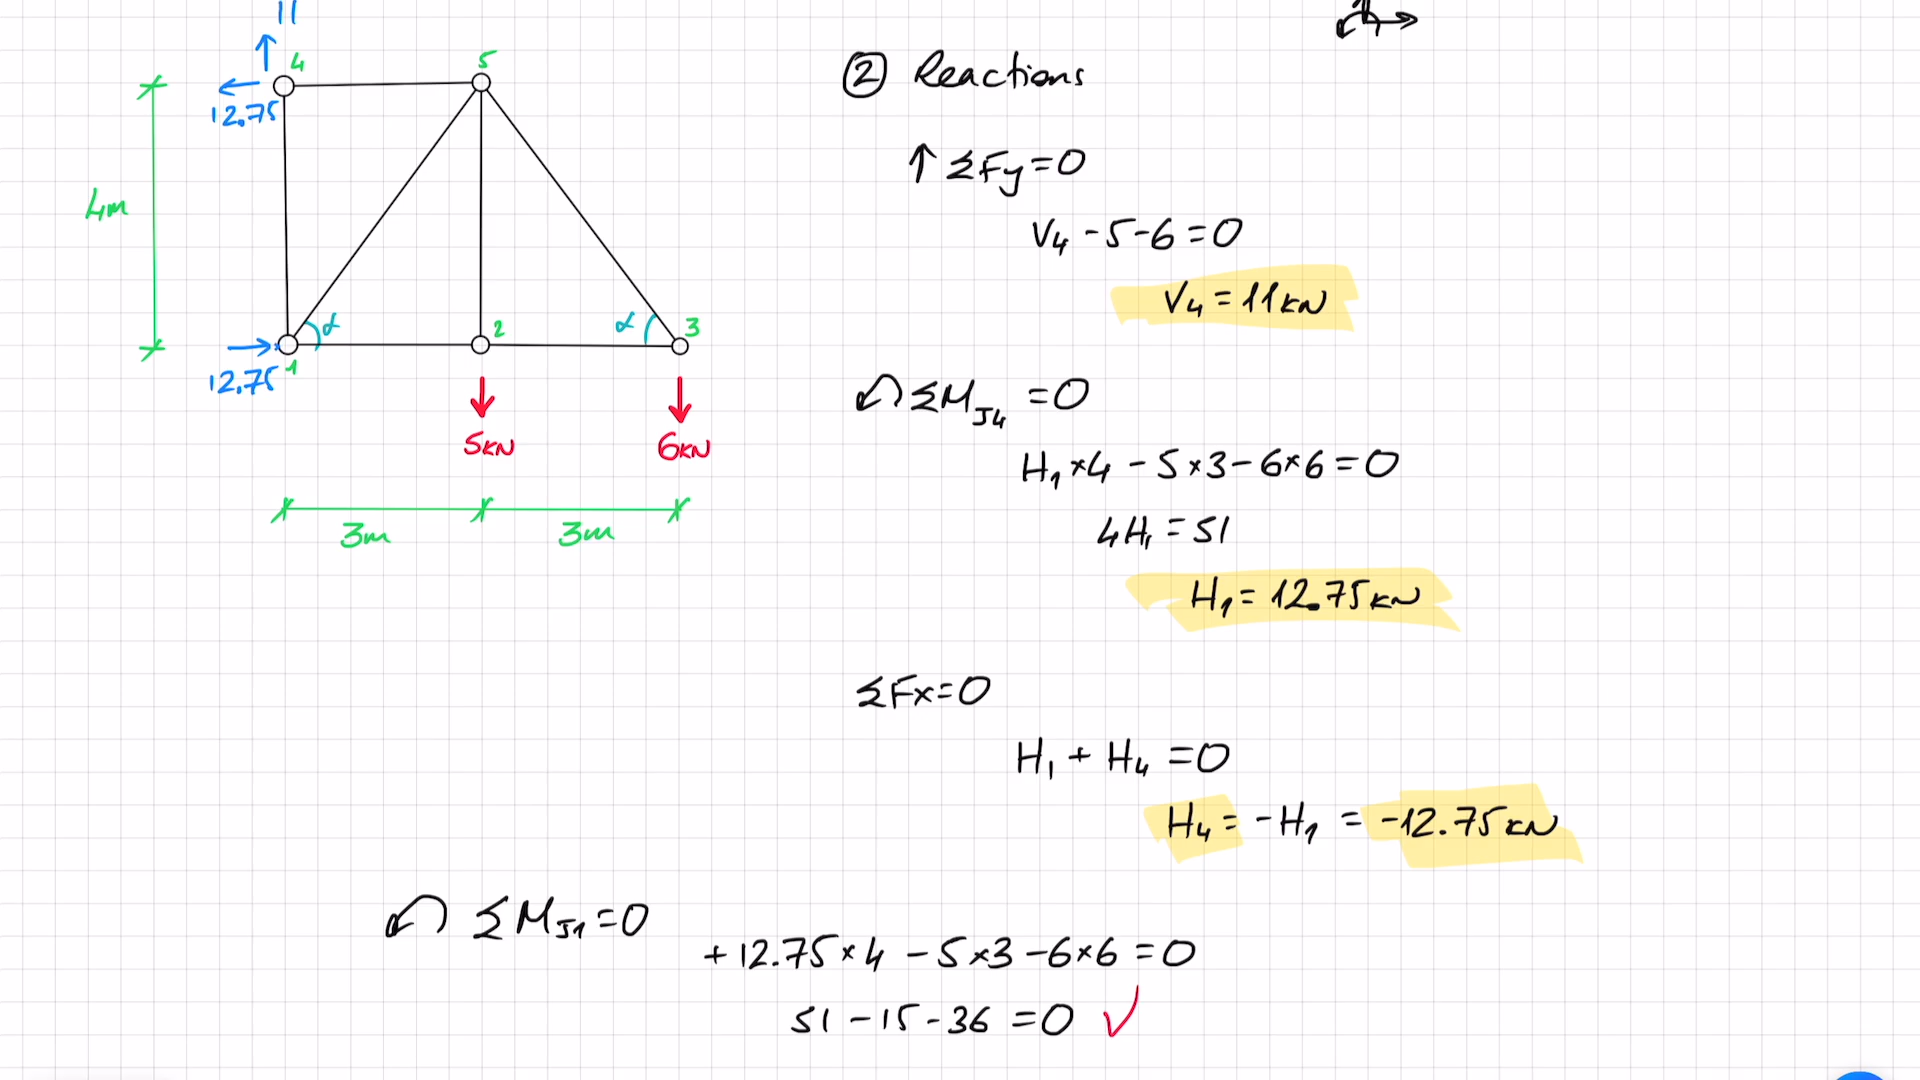 11
4
5
12.75
4m
α
α
2
3
1
12.75
5kN
6kN
3m
3m
② Reactions
↑ ΣFy=0
V₄ -5-6=0
V₄ = 11kN
ΣM_J4 =0
H₁×4 - 5×3-6×6=0
4H₁ = 51
H₁= 12.75kN
ΣFx=0
H₁ + H₄ =0
H₄= -H₁ = -12.75kN
ΣM_J1=0
+12.75×4 -5×3-6×6 =0
51 -15-36 =0 ✓